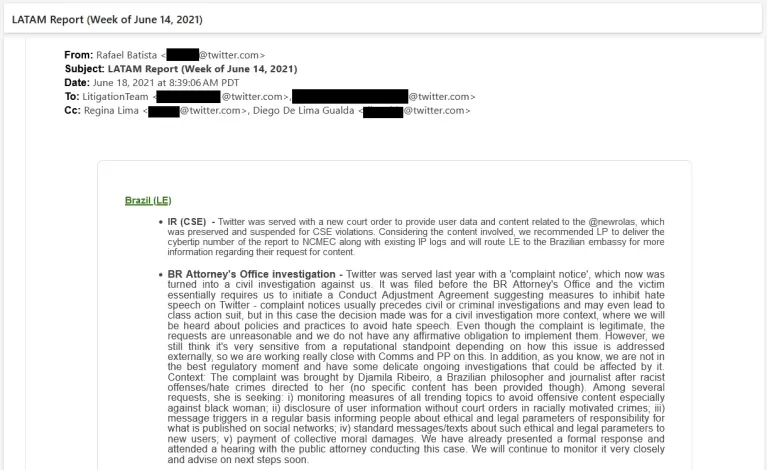 LATAM Report (Week of June 14, 2021)
From: Rafael Batista <@twitter.com>
Subject: LATAM Report (Week of June 14, 2021)
Date: June 18, 2021 at 8:39:06 AM PDT
To: LitigationTeam <@twitter.com>, @twitter.com>
Cc: Regina Lima <@twitter.com>, Diego De Lima Gualda <@twitter.com>
Brazil (LE)
• IR (CSE) - Twitter was served with a new court order to provide user data and content related to the @newrolas, which
was preserved and suspended for CSE violations. Considering the content involved, we recommended LP to deliver the
cybertip number of the report to NCMEC along with existing IP logs and will route LE to the Brazilian embassy for more
information regarding their request for content.
• BR Attorney's Office investigation - Twitter was served last year with a 'complaint notice', which now was
turned into a civil investigation against us. It was filed before the BR Attorney's Office and the victim
essentially requires us to initiate a Conduct Adjustment Agreement suggesting measures to inhibit hate
speech on Twitter - complaint notices usually precedes civil or criminal investigations and may even lead to
class action suit, but in this case the decision made was for a civil investigation more context, where we will
be heard about policies and practices to avoid hate speech. Even though the complaint is legitimate, the
requests are unreasonable and we do not have any affirmative obligation to implement them. However, we
still think it's very sensitive from a reputational standpoint depending on how this issue is addressed
externally, so we are working really close with Comms and PP on this. In addition, as you know, we are not in
the best regulatory moment and have some delicate ongoing investigations that could be affected by it.
Context: The complaint was brought by Djamila Ribeiro, a Brazilian philosopher and journalist after racist
offenses/hate crimes directed to her (no specific content has been provided though). Among several
requests, she is seeking: i) monitoring measures of all trending topics to avoid offensive content especially
against black woman; ii) disclosure of user information without court orders in racially motivated crimes; iii)
message triggers in a regular basis informing people about ethical and legal parameters of responsibility for
what is published on social networks; iv) standard messages/texts about such ethical and legal parameters to
new users; v) payment of collective moral damages. We have already presented a formal response and
attended a hearing with the public attorney conducting this case. We will continue to monitor it very closely
and advise on next steps soon.